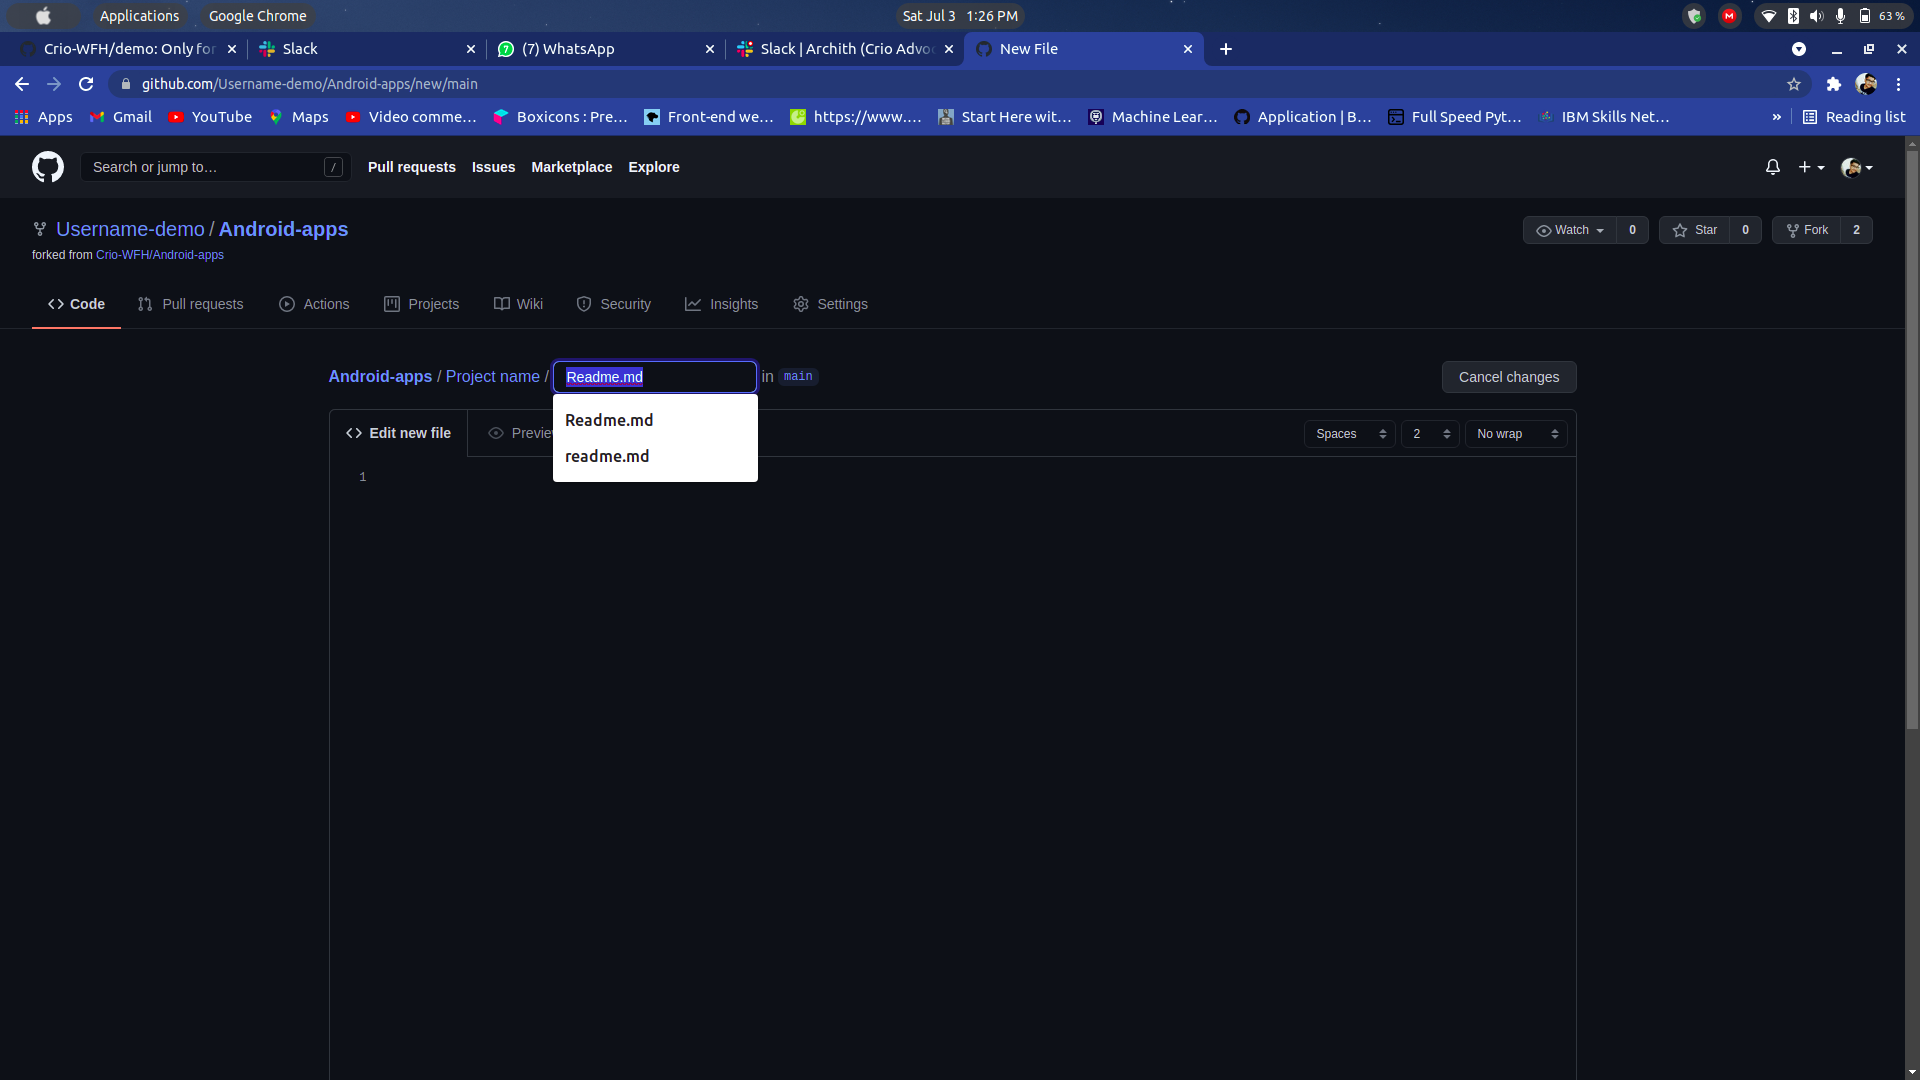 Applications Google Chrome Sat Jul 3 1:26 PM M 63 %
Crio-WFH/demo: Only for Slack 7 (7) WhatsApp Slack | Archith (Crio Advoc New File
github.com/Username-demo/Android-apps/new/main
Apps Gmail YouTube Maps Video comme… Boxicons : Pre… Front-end we… https://www.… Start Here wit… Machine Lear… Application | B… Full Speed Pyt… IBM Skills Net… » Reading list
Search or jump to… / Pull requests Issues Marketplace Explore
Username-demo / Android-apps Watch 0 Star 0 Fork 2
forked from Crio-WFH/Android-apps
Code Pull requests Actions Projects Wiki Security Insights Settings
Android-apps / Project name / Readme.md in main Cancel changes
Readme.md
Edit new file Preview Spaces 2 No wrap
readme.md
1